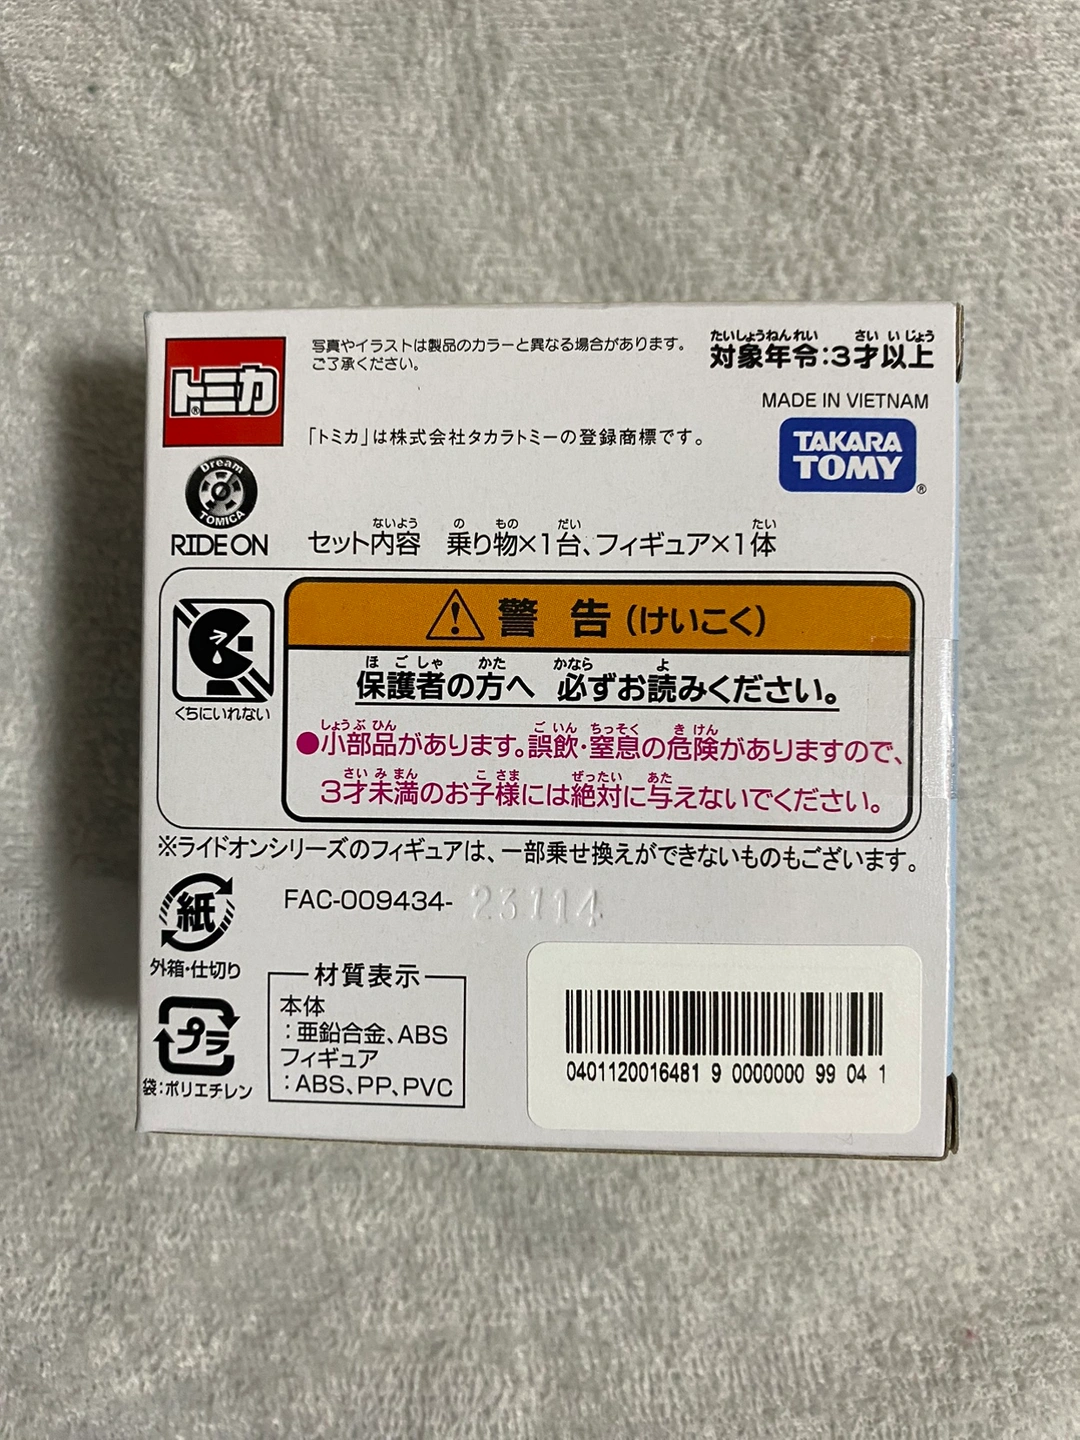 トミカ®
写真やイラストは製品のカラーと異なる場合があります。
ご了承ください。
たいしょうねんれい さい いじょう
対象年令:3才以上
MADE IN VIETNAM
「トミカ」は株式会社タカラトミーの登録商標です。
TAKARA
TOMY®
Dream
TOMICA
RIDE ON
ないよう の もの だい たい
セット内容 乗り物×1台、フィギュア×1体
くちにいれない
警 告 (けいこく)
ほ ご しゃ かた かなら よ
保護者の方へ 必ずお読みください。
しょう ぶ ひん ご いん ちっそく き けん
●小部品があります。誤飲・窒息の危険がありますので、
さい み まん こ さま ぜったい あた
3才未満のお子様には絶対に与えないでください。
※ライドオンシリーズのフィギュアは、一部乗せ換えができないものもございます。
紙
外箱・仕切り
FAC-009434- 23114
プラ
袋:ポリエチレン
材質表示
本体
:亜鉛合金、ABS
フィギュア
:ABS、PP、PVC
0401120016481 9 0000000 99 04 1